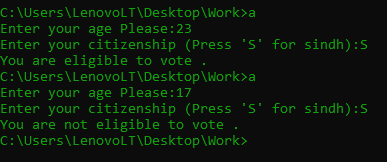 C:\Users\LenovoLT\Desktop\Work>a
Enter your age Please:23
Enter your citizenship (Press 'S' for sindh):S
You are eligible to vote .
C:\Users\LenovoLT\Desktop\Work>a
Enter your age Please:17
Enter your citizenship (Press 'S' for sindh):S
You are not eligible to vote .
C:\Users\LenovoLT\Desktop\Work>